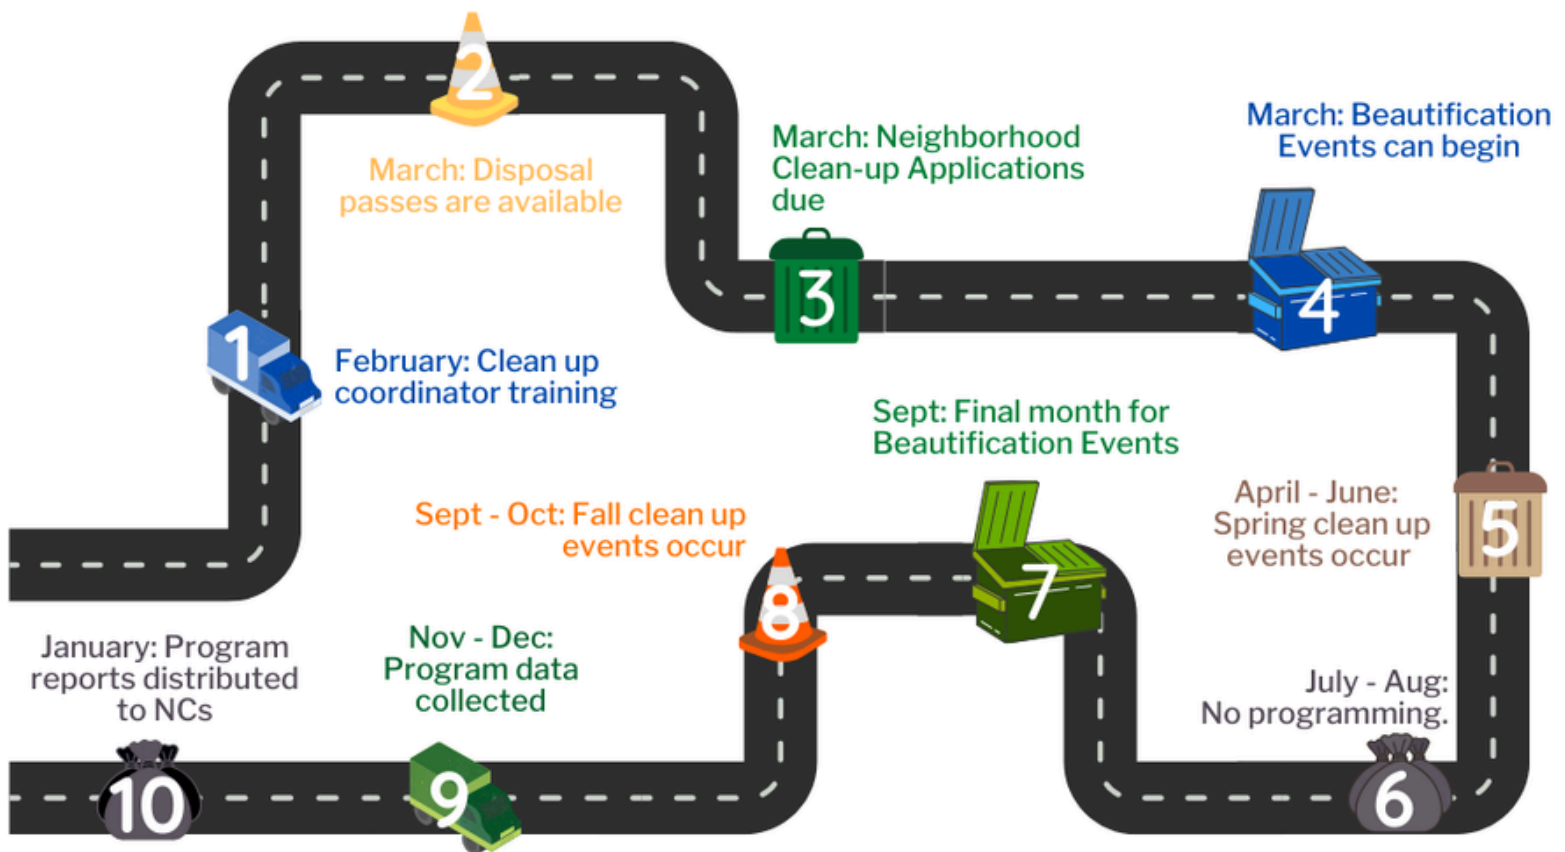 1
February: Clean up
coordinator training
2
March: Disposal
passes are available
3
March: Neighborhood
Clean-up Applications
due
4
March: Beautification
Events can begin
5
April - June:
Spring clean up
events occur
6
July - Aug:
No programming.
7
Sept: Final month for
Beautification Events
8
Sept - Oct: Fall clean up
events occur
9
Nov - Dec:
Program data
collected
10
January: Program
reports distributed
to NCs